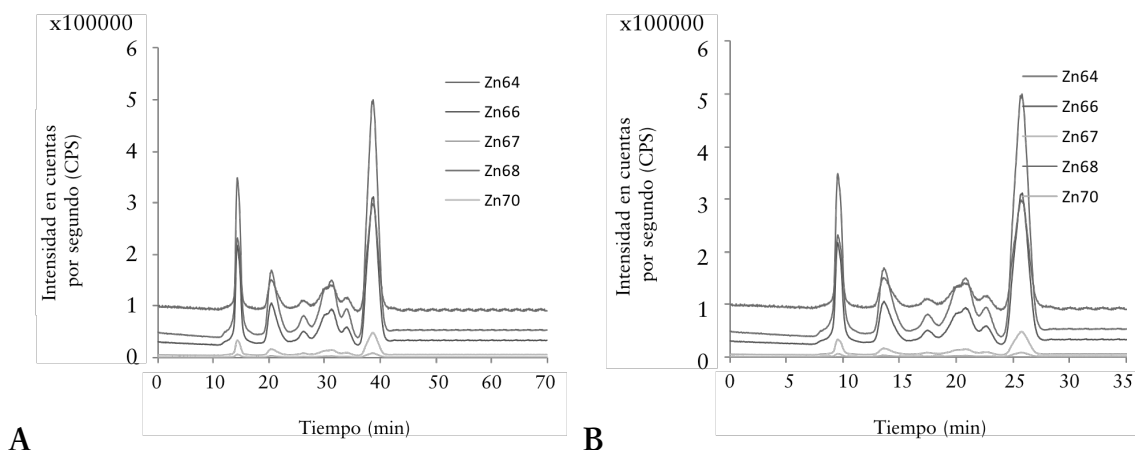 x100000
6
5
4
3
2
1
0
Intensidad en cuentas
por segundo (CPS)
Zn64
Zn66
Zn67
Zn68
Zn70
0 10 20 30 40 50 60 70
Tiempo (min)
A
x100000
6
5
4
3
2
1
0
Intensidad en cuentas
por segundo (CPS)
Zn64
Zn66
Zn67
Zn68
Zn70
0 5 10 15 20 25 30 35
Tiempo (min)
B